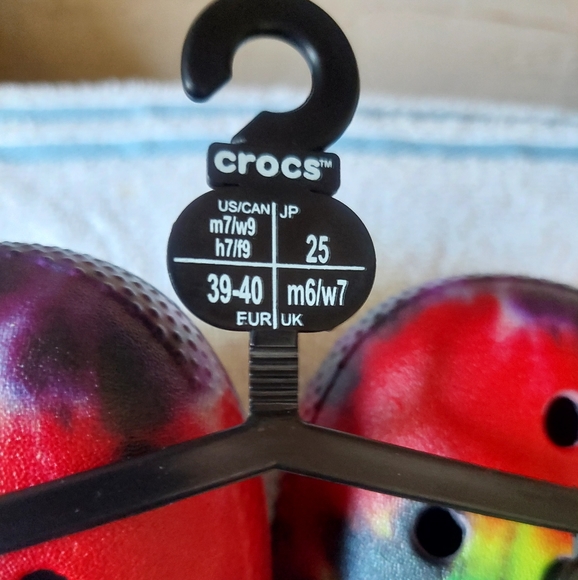 crocs™
US/CAN JP
m7/w9
h7/f9 25
39-40 m6/w7
EUR UK